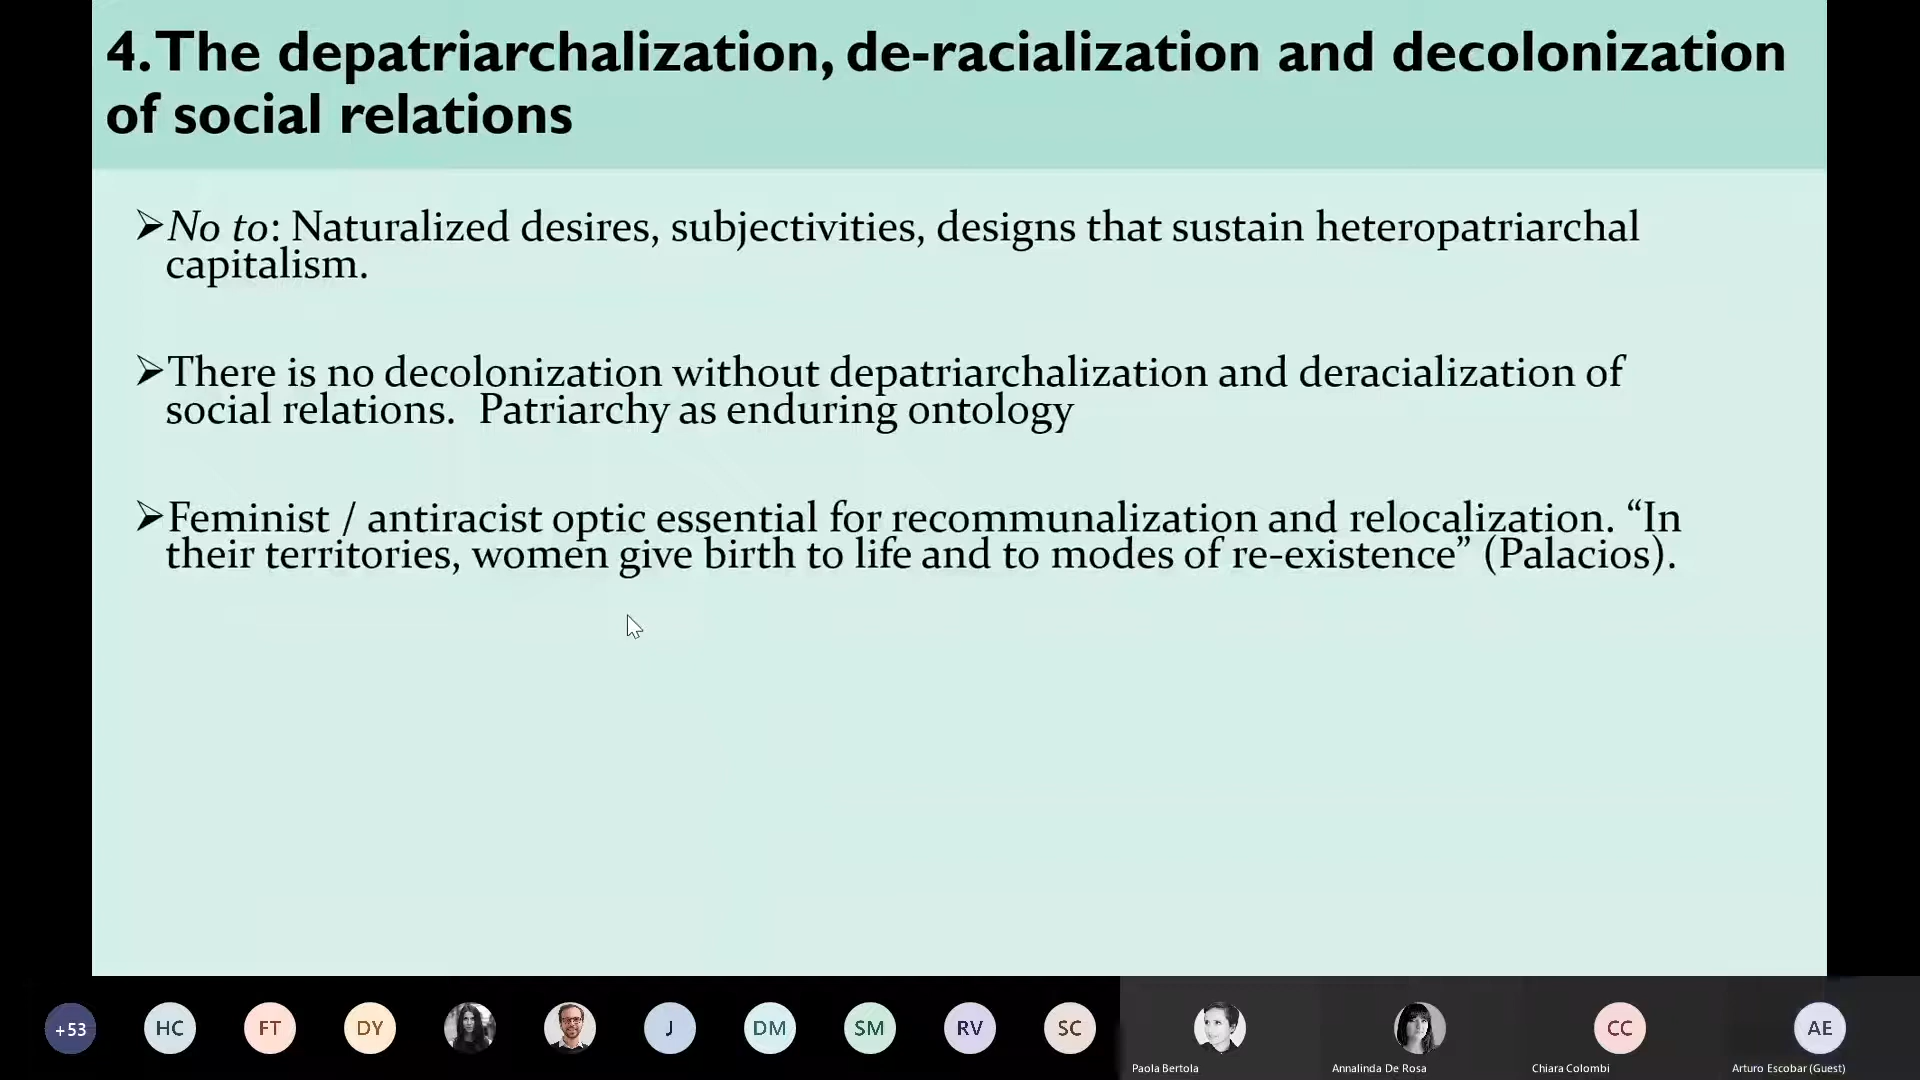 4. The depatriarchalization, de-racialization and decolonization
of social relations
➢No to: Naturalized desires, subjectivities, designs that sustain heteropatriarchal
capitalism.
➢There is no decolonization without depatriarchalization and deracialization of
social relations.  Patriarchy as enduring ontology
➢Feminist / antiracist optic essential for recommunalization and relocalization. “In
their territories, women give birth to life and to modes of re-existence” (Palacios).
+53 HC FT DY J DM SM RV SC CC AE
Paola Bertola Annalinda De Rosa Chiara Colombi Arturo Escobar (Guest)